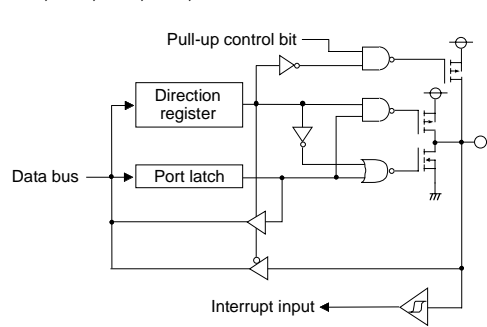 Pull-up control bit
Direction
register
Data bus
Port latch
Interrupt input